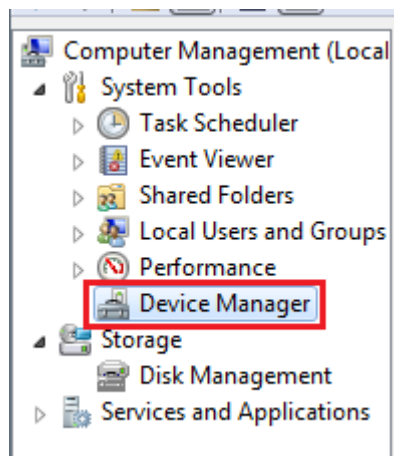 Computer Management (Local
System Tools
Task Scheduler
Event Viewer
Shared Folders
Local Users and Groups
Performance
Device Manager
Storage
Disk Management
Services and Applications